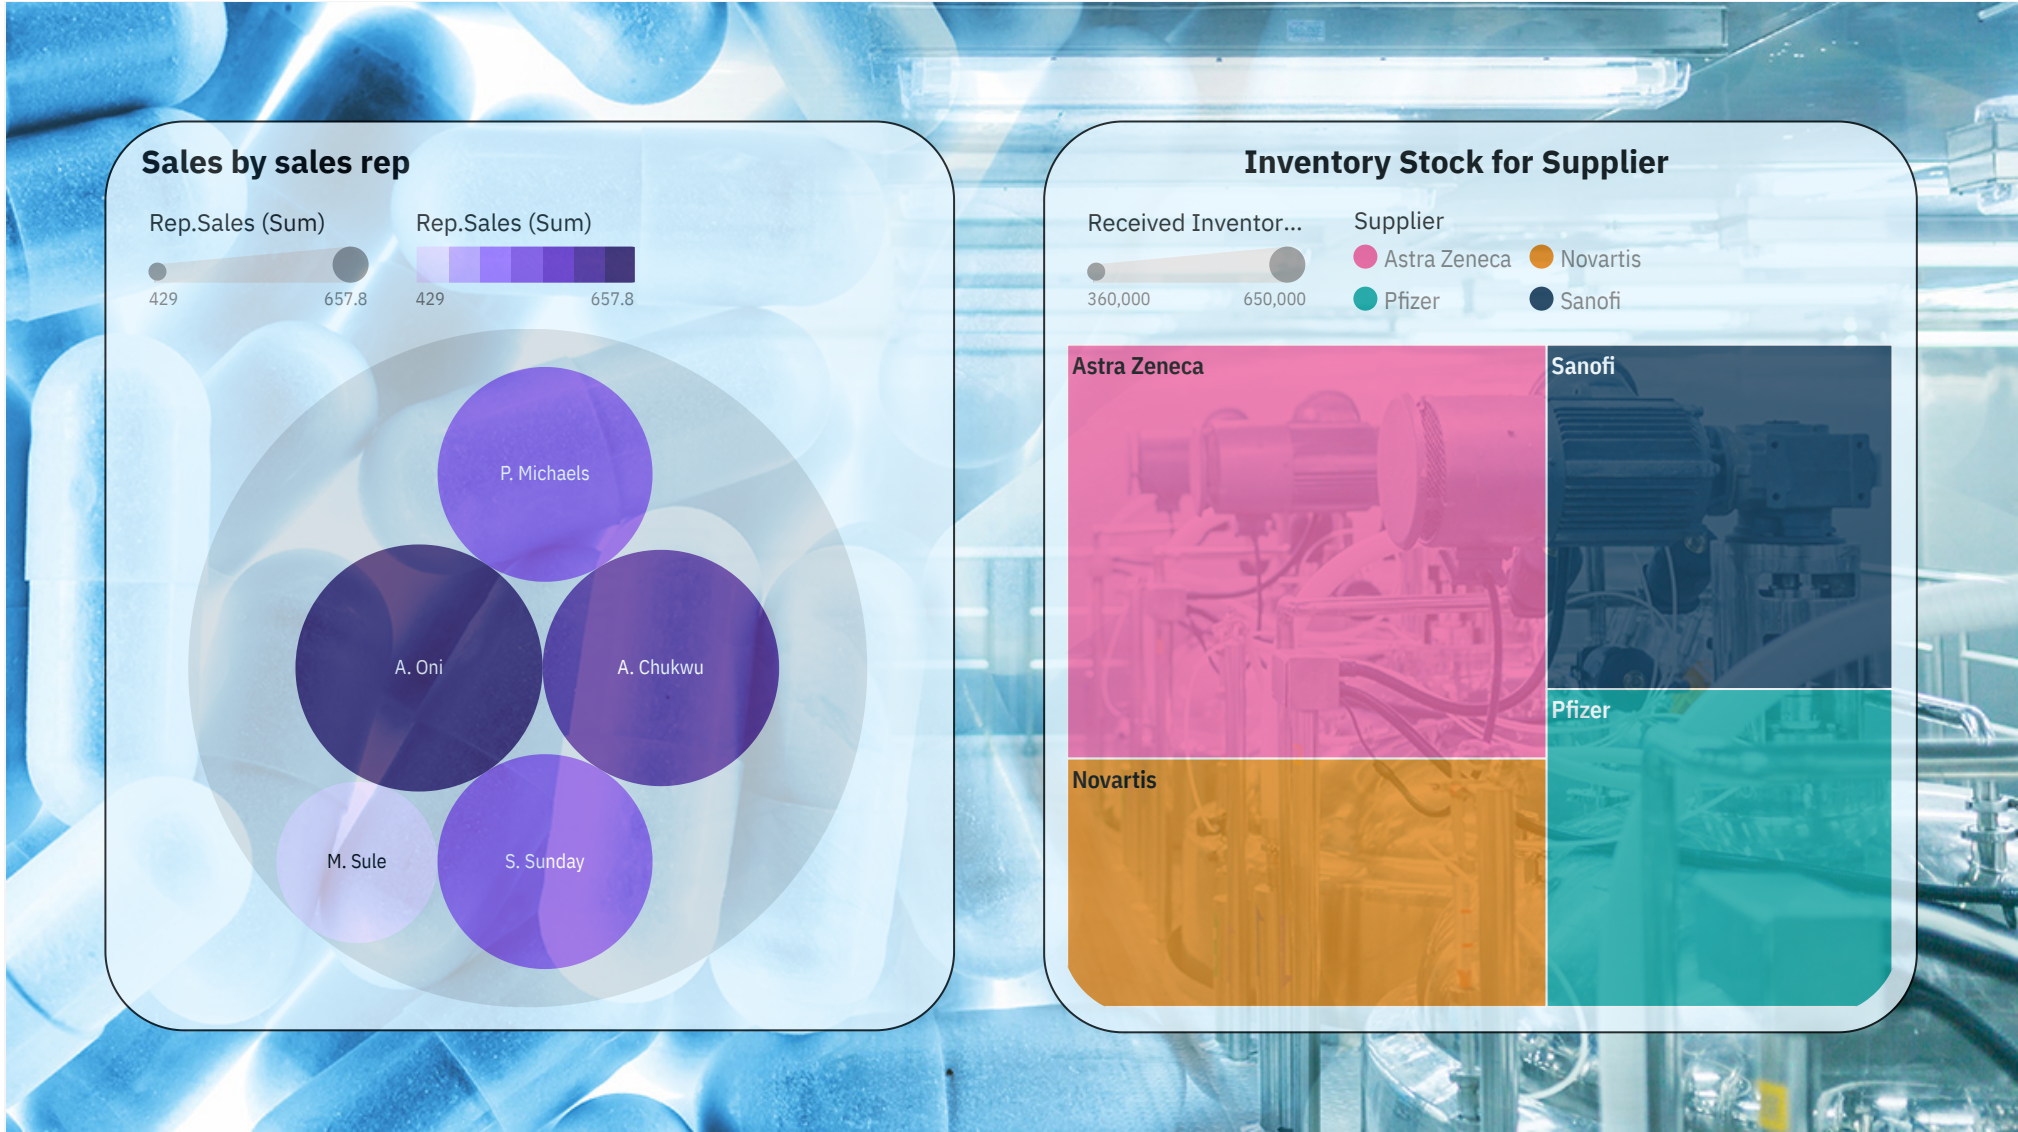 Sales by sales rep
Rep.Sales (Sum)
429
657.8
Rep.Sales (Sum)
429
657.8
P. Michaels
A. Oni
A. Chukwu
M. Sule
S. Sunday
Inventory Stock for Supplier
Received Inventor...
360,000
650,000
Supplier
Astra Zeneca
Novartis
Pfizer
Sanofi
Astra Zeneca
Sanofi
Pfizer
Novartis